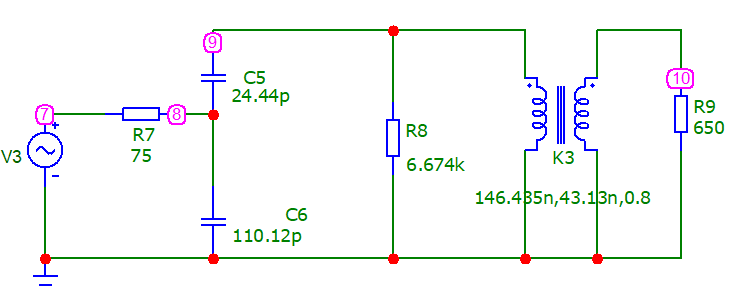 9
C5
24.44p
10
7
8
R9
R8
650
R7
V3
K3
75
6.674k
146.435n,43.13n,0.8
C6
110.12p